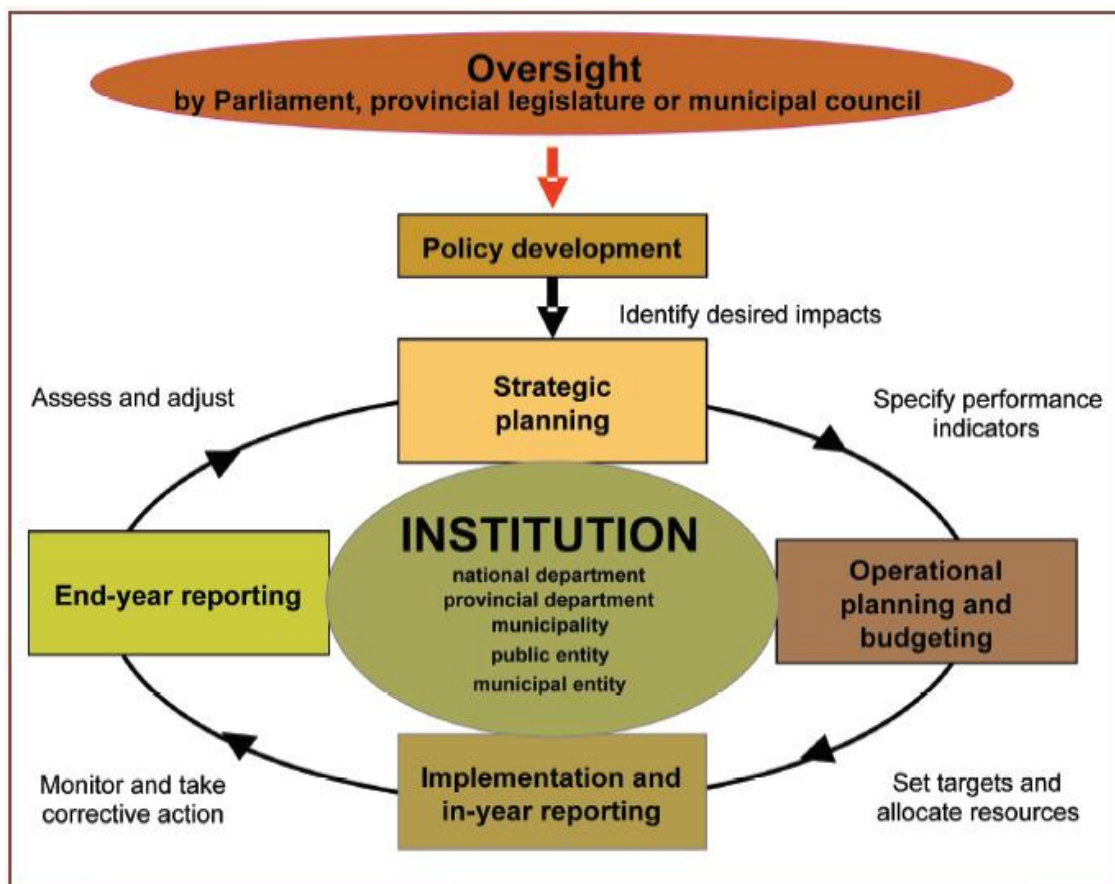 Oversight
by Parliament, provincial legislature or municipal council
Policy development
Identify desired impacts
Strategic
planning
Assess and adjust
Specify performance
indicators
INSTITUTION
national department
provincial department
municipality
public entity
municipal entity
End-year reporting
Operational
planning and
budgeting
Monitor and take
corrective action
Implementation and
in-year reporting
Set targets and
allocate resources